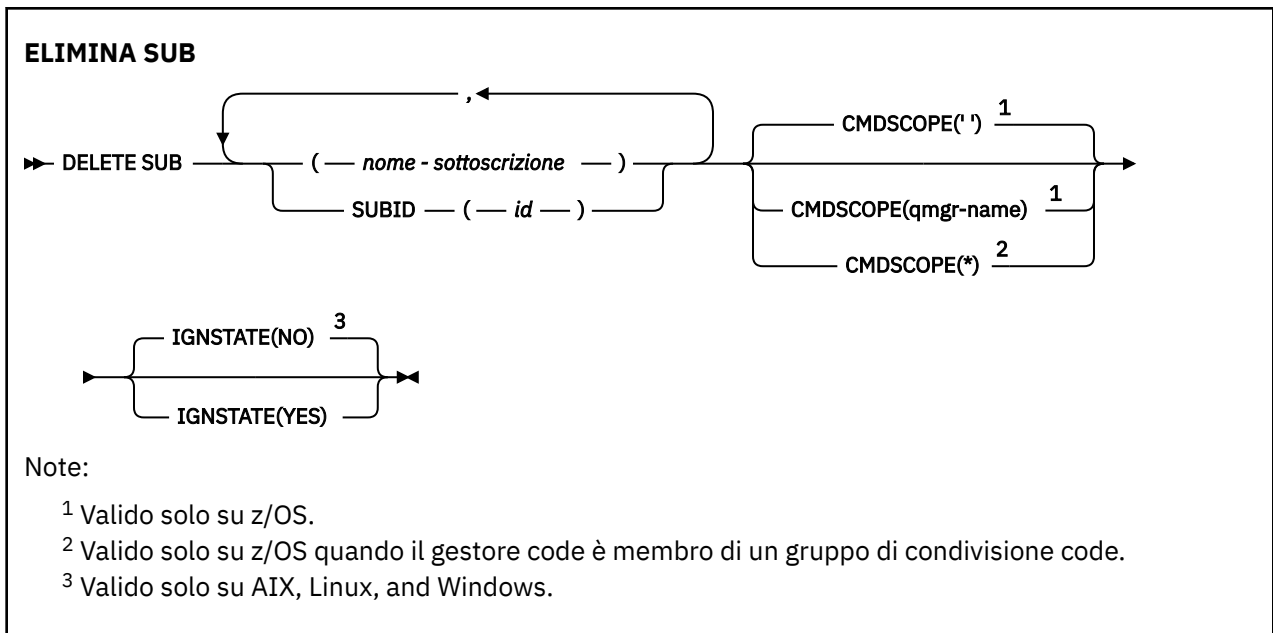 ELIMINA SUB
,
DELETE SUB ( nome - sottoscrizione )
SUBID ( id )
CMDSCOPE(' ') 1
CMDSCOPE(qmgr-name) 1
CMDSCOPE(*) 2
IGNSTATE(NO) 3
IGNSTATE(YES)
Note:
1 Valido solo su z/OS.
2 Valido solo su z/OS quando il gestore code è membro di un gruppo di condivisione code.
3 Valido solo su AIX, Linux, and Windows.